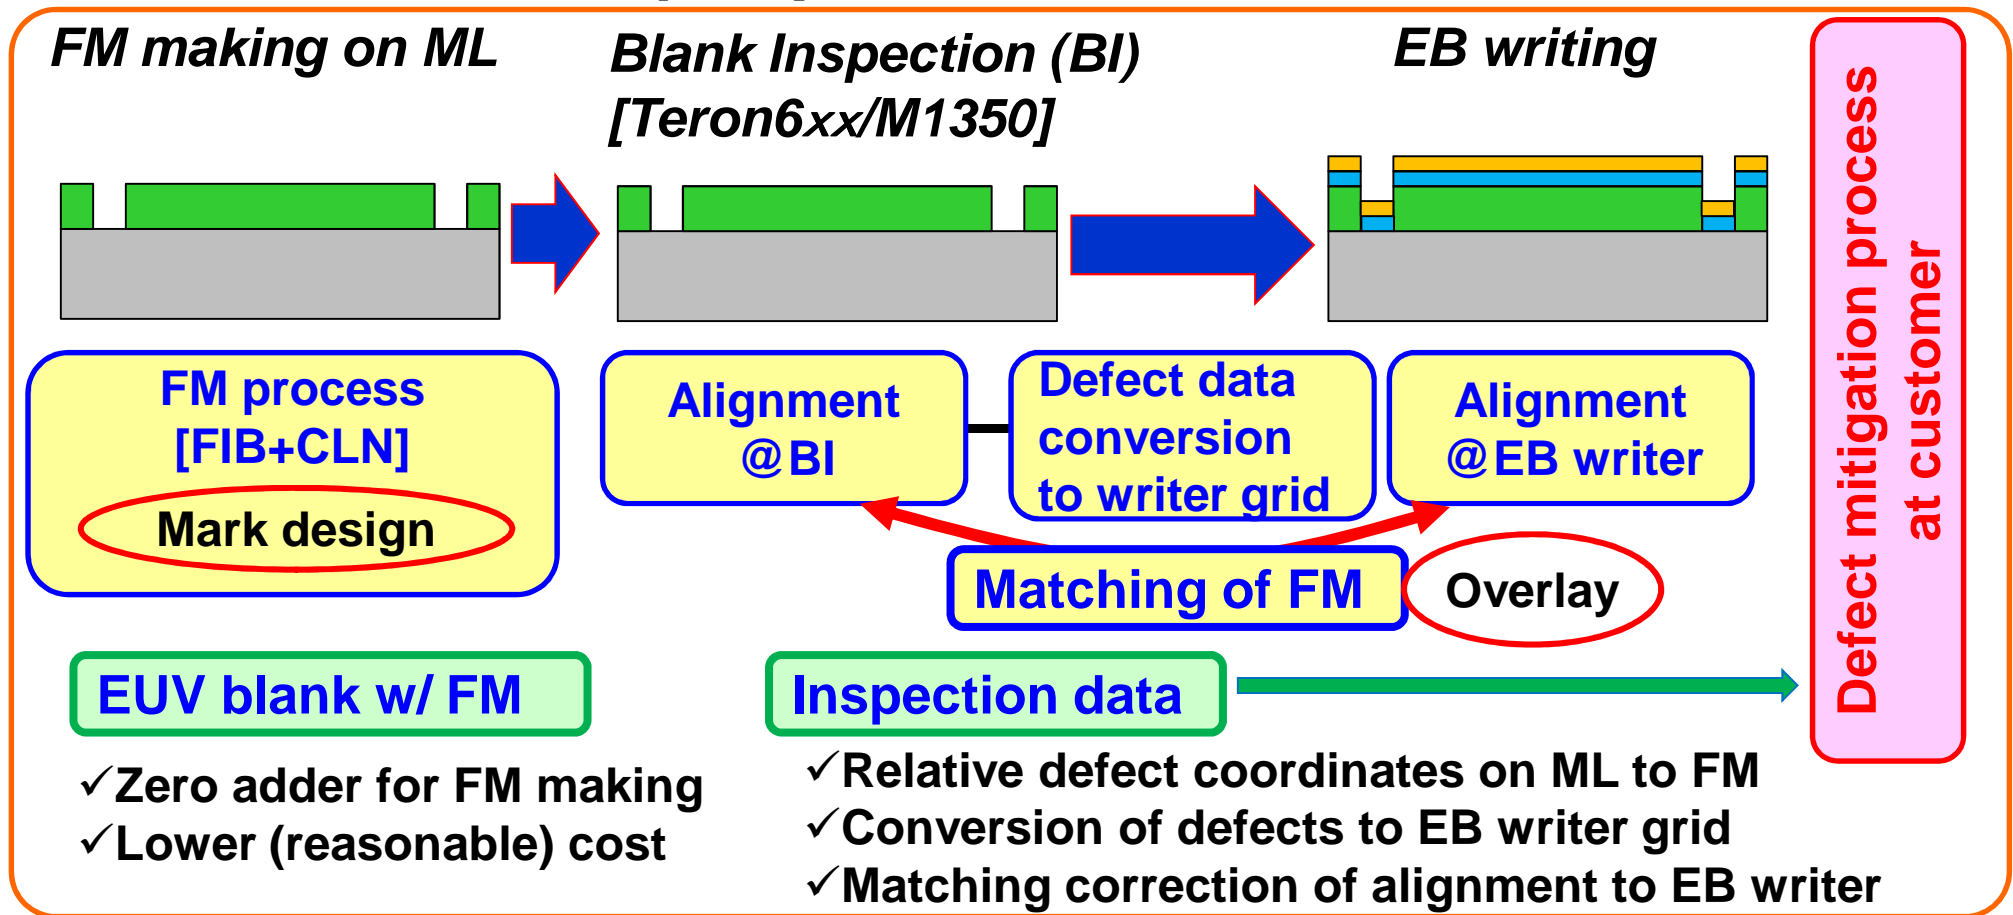 FM making on ML
Blank Inspection (BI)
[Teron6xx/M1350]
EB writing
FM process
[FIB+CLN]
Mark design
Alignment
@BI
Defect data
conversion
to writer grid
Alignment
@EB writer
Matching of FM
Overlay
EUV blank w/ FM
✓Zero adder for FM making
✓Lower (reasonable) cost
Inspection data
✓Relative defect coordinates on ML to FM
✓Conversion of defects to EB writer grid
✓Matching correction of alignment to EB writer
Defect mitigation process
at customer